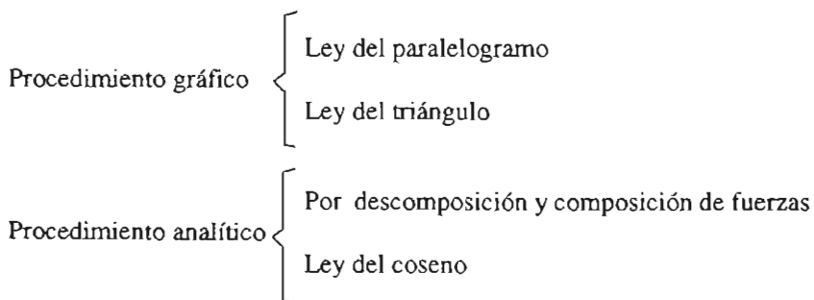 Procedimiento gráfico
Ley del paralelogramo
Ley del triángulo
Procedimiento analítico
Por descomposición y composición de fuerzas
Ley del coseno